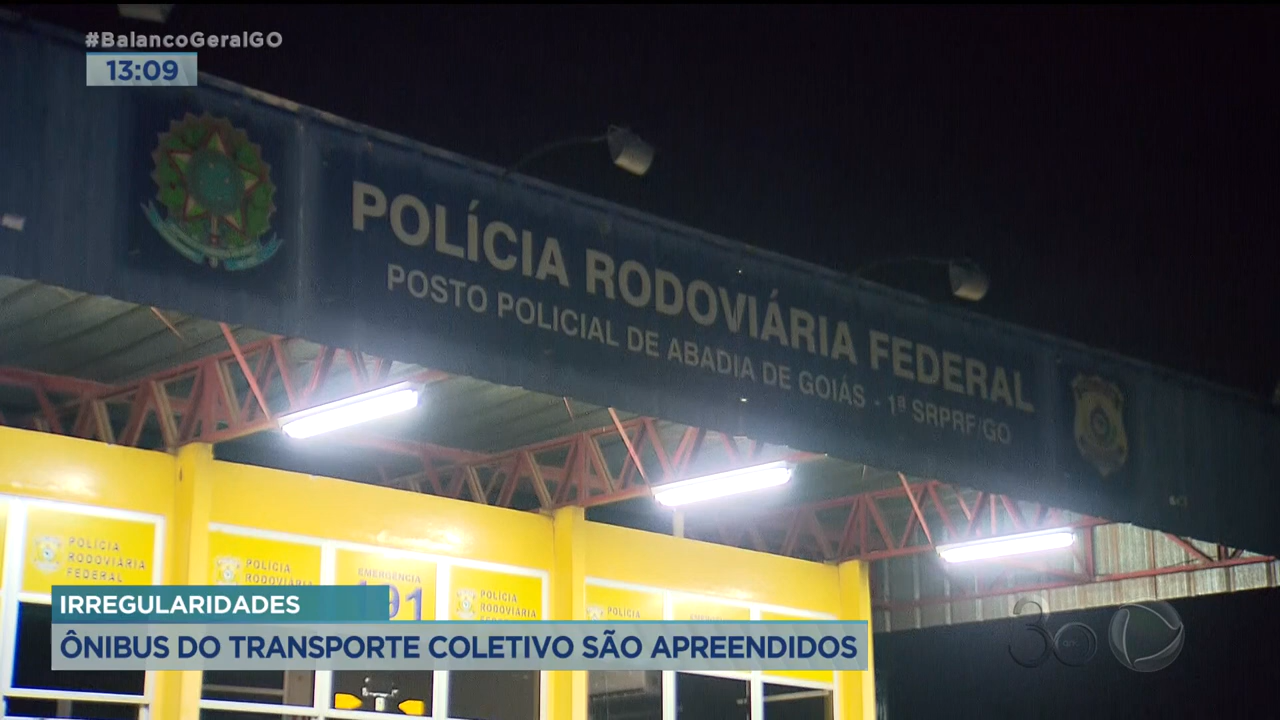 #BalancoGeralGO
13:09
POLÍCIA RODOVIÁRIA FEDERAL
POSTO POLICIAL DE ABADIA DE GOIÁS - 1ª SRPRF/GO
POLÍCIA
RODOVIÁRIA
FEDERAL
POLÍCIA
RODOVIÁRIA
EMERGÊNCIA
191
POLÍCIA
RODOVIÁRIA
POLÍCIA
IRREGULARIDADES
ÔNIBUS DO TRANSPORTE COLETIVO SÃO APREENDIDOS
30